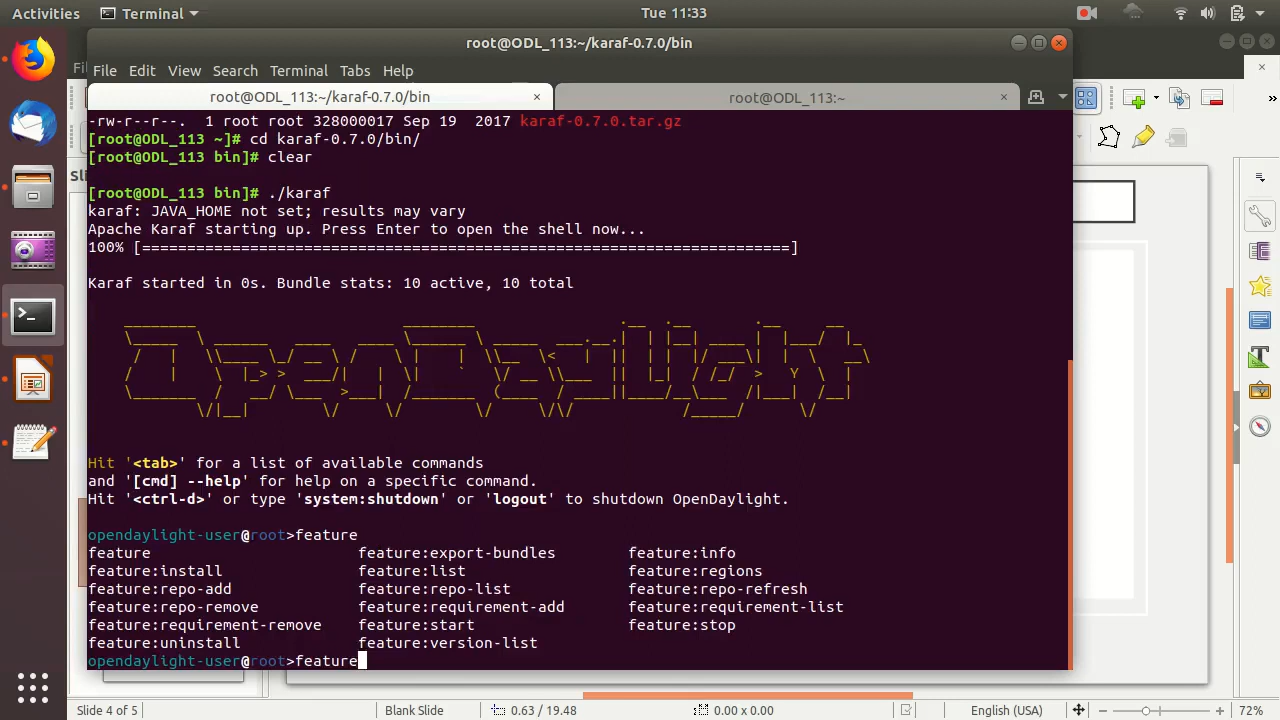 Activities
Terminal
Tue 11:33
root@ODL_113:~/karaf-0.7.0/bin
File Edit View Search Terminal Tabs Help
root@ODL_113:~/karaf-0.7.0/bin
root@ODL_113:~
-rw-r--r--. 1 root root 328000017 Sep 19 2017 karaf-0.7.0.tar.gz
[root@ODL_113 ~]# cd karaf-0.7.0/bin/
[root@ODL_113 bin]# clear
[root@ODL_113 bin]# ./karaf
karaf: JAVA_HOME not set; results may vary
Apache Karaf starting up. Press Enter to open the shell now...
100% [========================================================================]
Karaf started in 0s. Bundle stats: 10 active, 10 total
OpenDaylight
Hit '<tab>' for a list of available commands
and '[cmd] --help' for help on a specific command.
Hit '<ctrl-d>' or type 'system:shutdown' or 'logout' to shutdown OpenDaylight.
opendaylight-user@root>feature
feature feature:export-bundles feature:info
feature:install feature:list feature:regions
feature:repo-add feature:repo-list feature:repo-refresh
feature:repo-remove feature:requirement-add feature:requirement-list
feature:requirement-remove feature:start feature:stop
feature:uninstall feature:version-list
opendaylight-user@root>feature
Slide 4 of 5
Blank Slide
0.63 / 19.48
0.00 x 0.00
English (USA)
72%